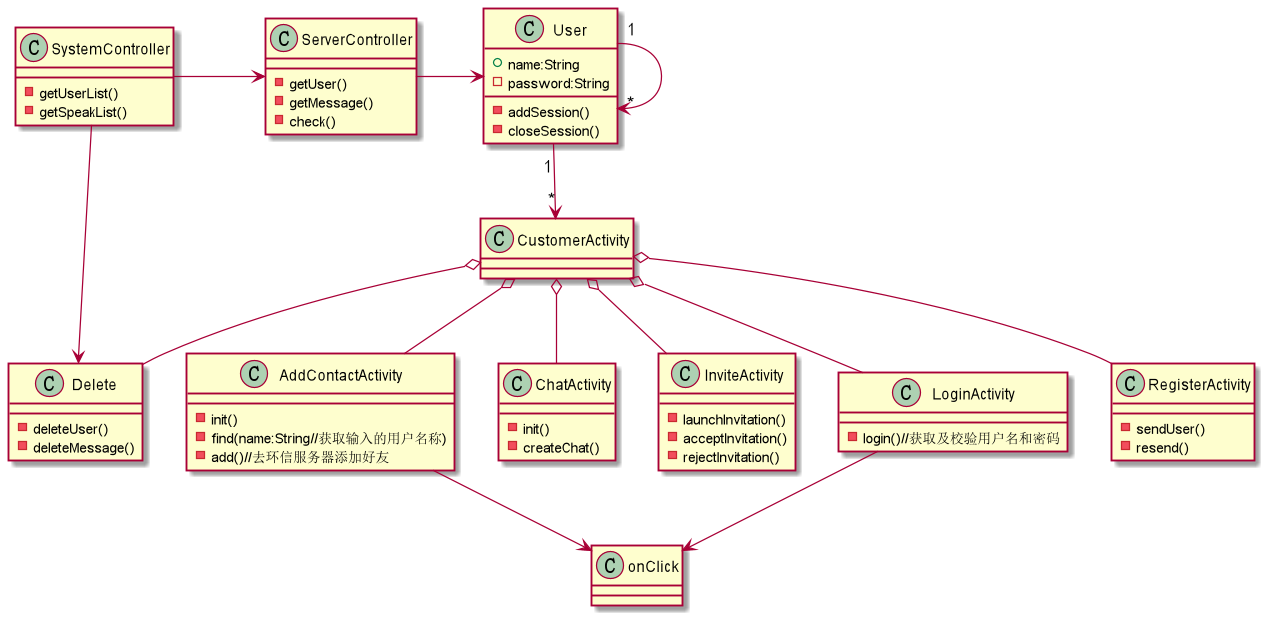 C SystemController
getUserList()
getSpeakList()
C ServerController
getUser()
getMessage()
check()
C User
name:String
password:String
addSession()
closeSession()
1
*
1
*
C CustomerActivity
C Delete
deleteUser()
deleteMessage()
C AddContactActivity
init()
find(name:String//获取输入的用户名称)
add()//去环信服务器添加好友
C ChatActivity
init()
createChat()
C InviteActivity
launchInvitation()
acceptInvitation()
rejectInvitation()
C LoginActivity
login()//获取及校验用户名和密码
C RegisterActivity
sendUser()
resend()
C onClick